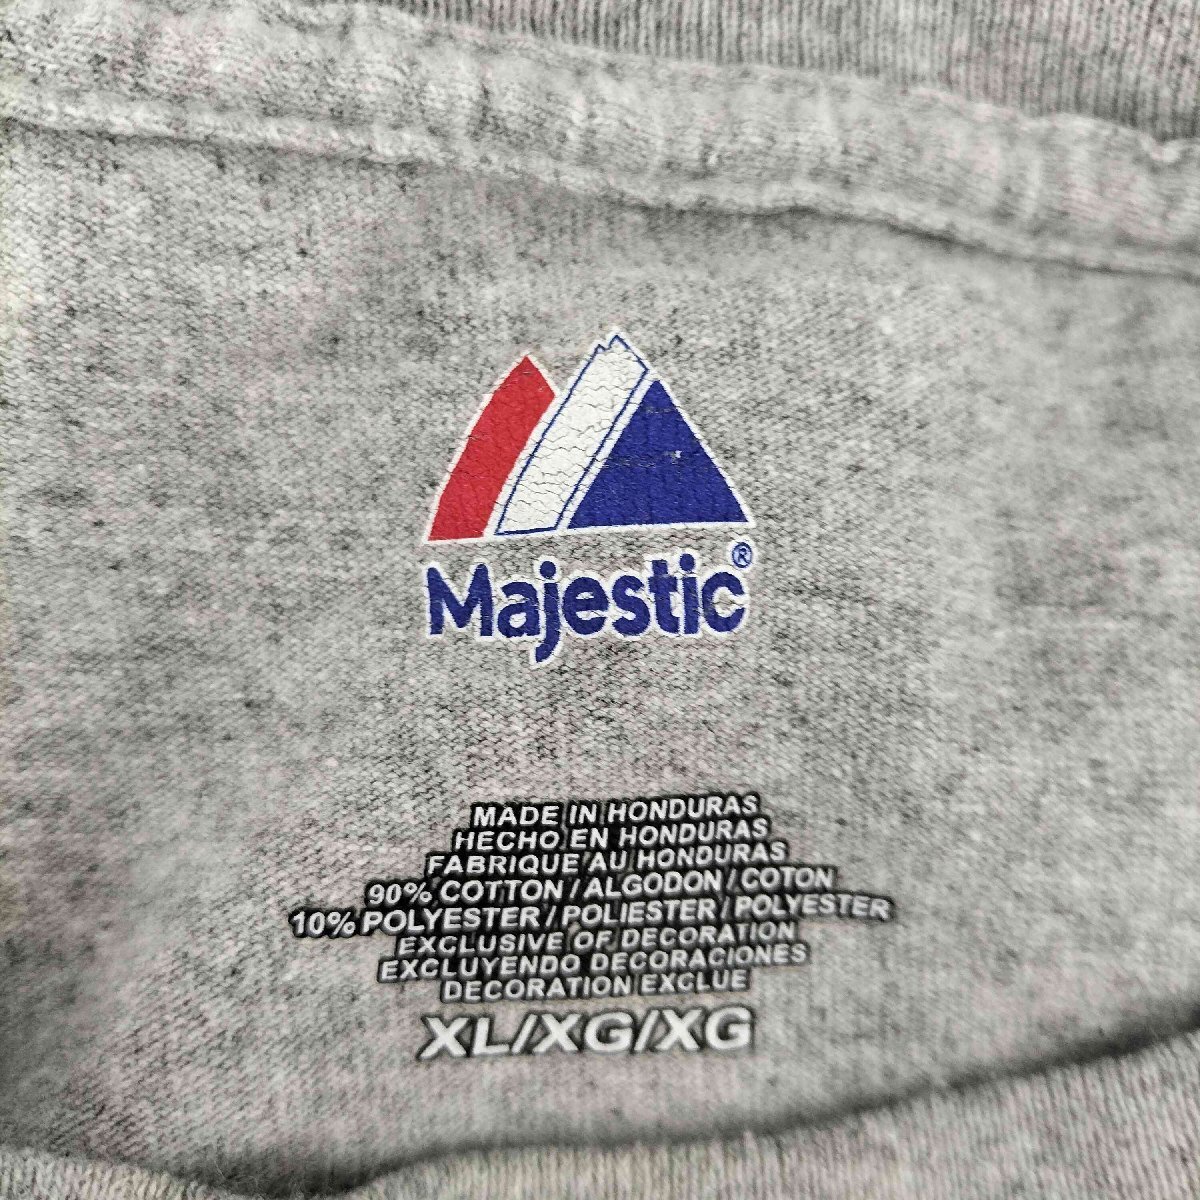 Majestic®
MADE IN HONDURAS
HECHO EN HONDURAS
FABRIQUE AU HONDURAS
90% COTTON / ALGODON / COTON
10% POLYESTER / POLIESTER / POLYESTER
EXCLUSIVE OF DECORATION
EXCLUYENDO DECORACIONES
DECORATION EXCLUE
XL/XG/XG